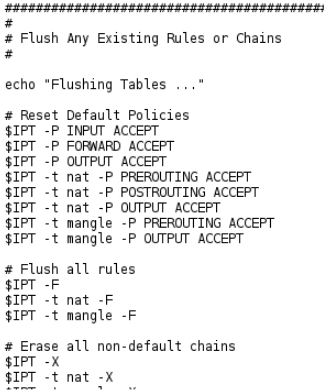 ###########################################
#
# Flush Any Existing Rules or Chains
#
echo "Flushing Tables ..."
# Reset Default Policies
$IPT -P INPUT ACCEPT
$IPT -P FORWARD ACCEPT
$IPT -P OUTPUT ACCEPT
$IPT -t nat -P PREROUTING ACCEPT
$IPT -t nat -P POSTROUTING ACCEPT
$IPT -t nat -P OUTPUT ACCEPT
$IPT -t mangle -P PREROUTING ACCEPT
$IPT -t mangle -P OUTPUT ACCEPT
# Flush all rules
$IPT -F
$IPT -t nat -F
$IPT -t mangle -F
# Erase all non-default chains
$IPT -X
$IPT -t nat -X